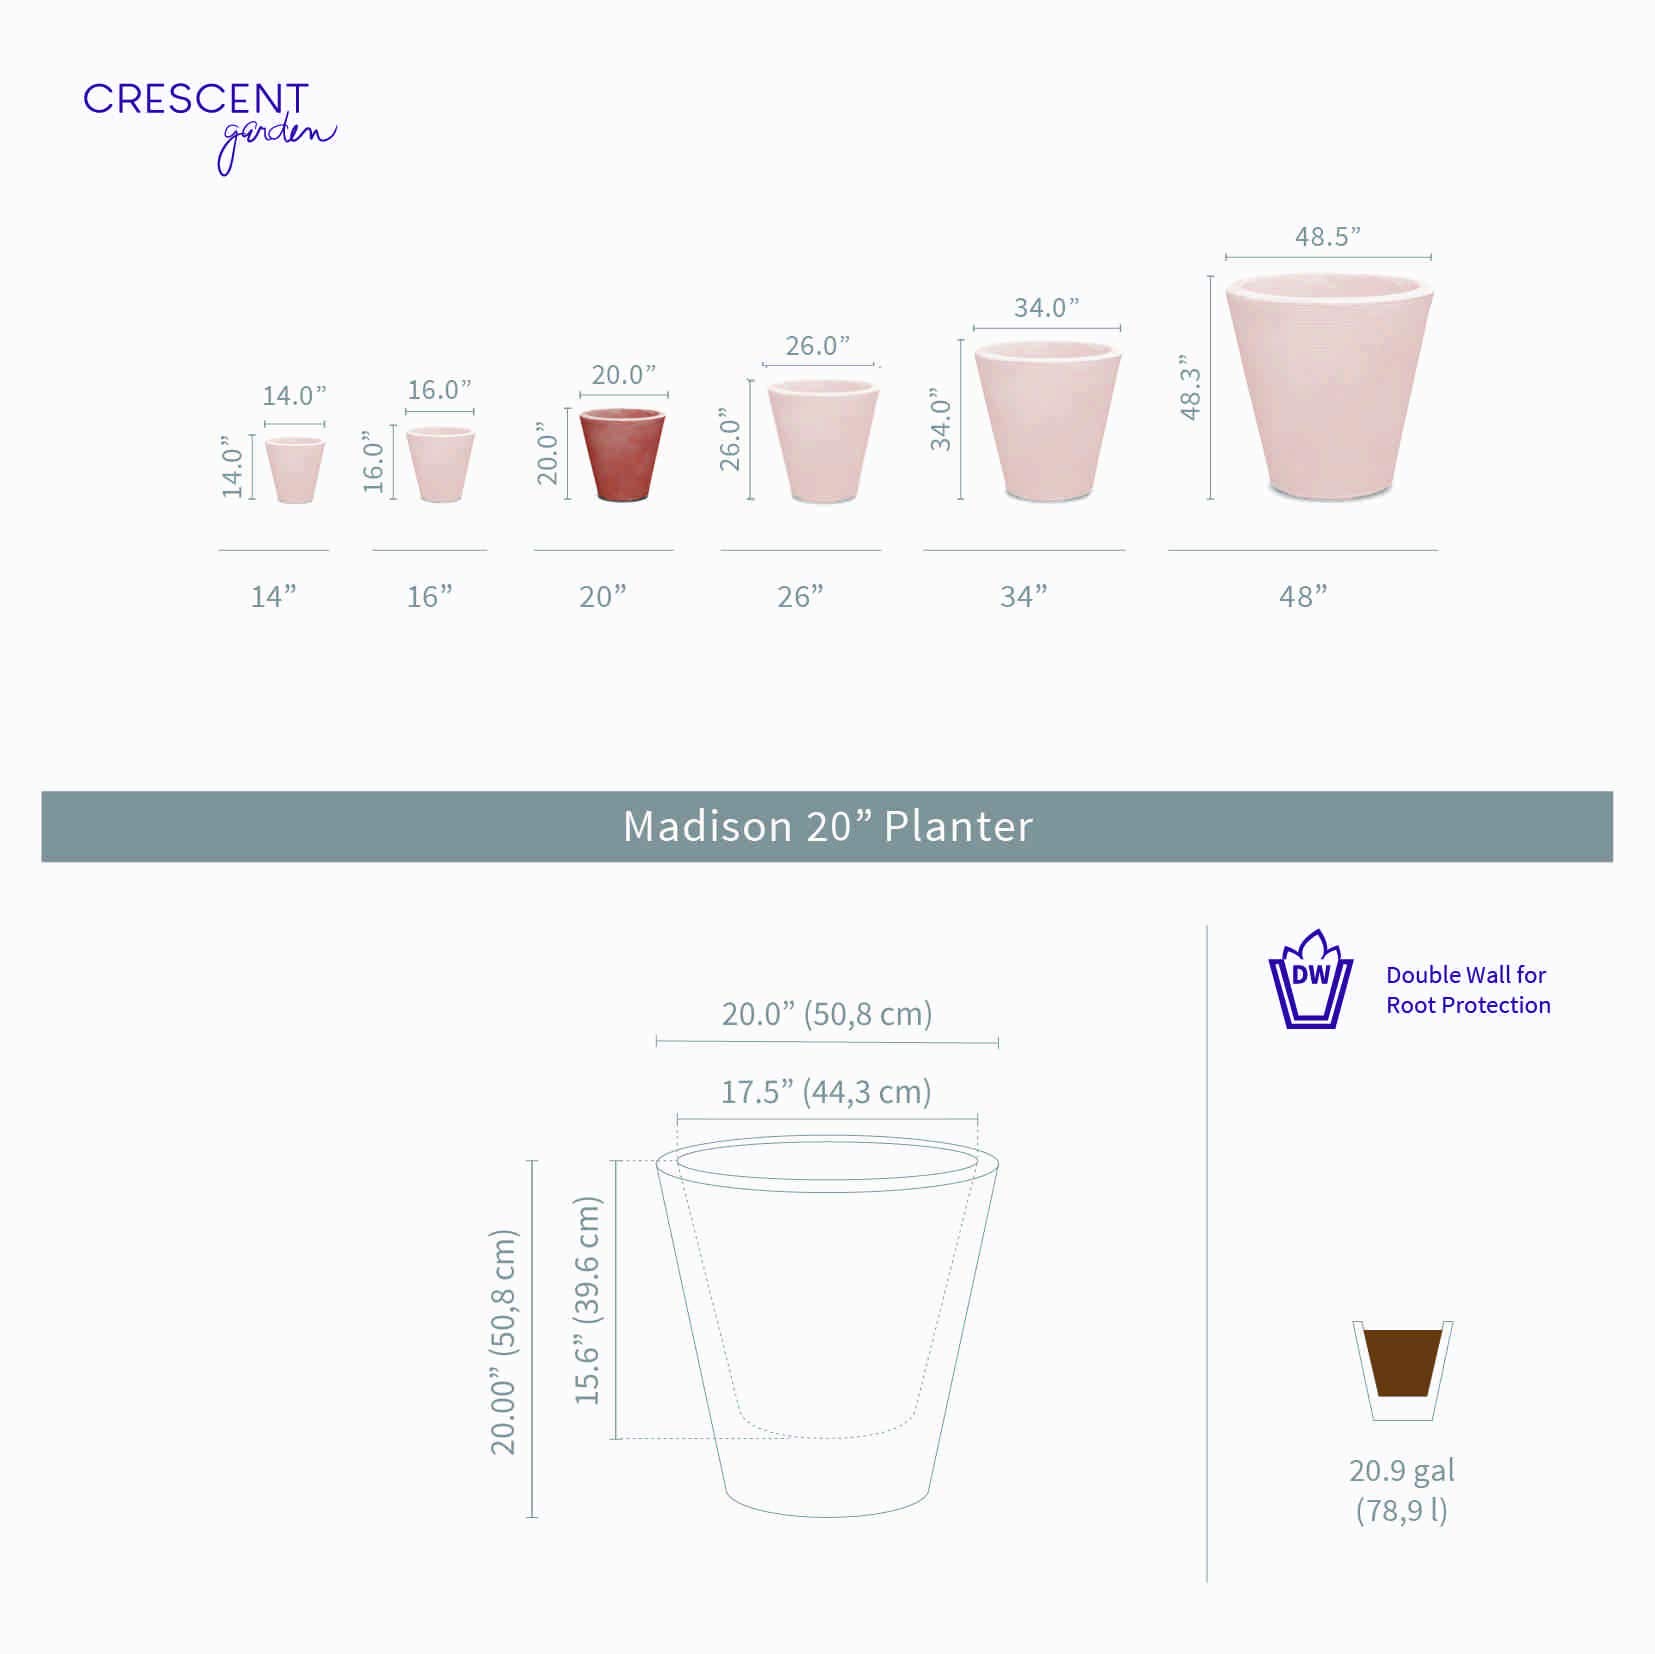 CRESCENT
garden
48.5”
34.0”
26.0”
20.0”
16.0”
14.0”
14.0”
16.0”
20.0”
26.0”
34.0”
48.3”
14”
16”
20”
26”
34”
48”
Madison 20” Planter
DW
Double Wall for
Root Protection
20.0” (50,8 cm)
17.5” (44,3 cm)
20.00” (50,8 cm)
15.6” (39.6 cm)
20.9 gal
(78,9 l)